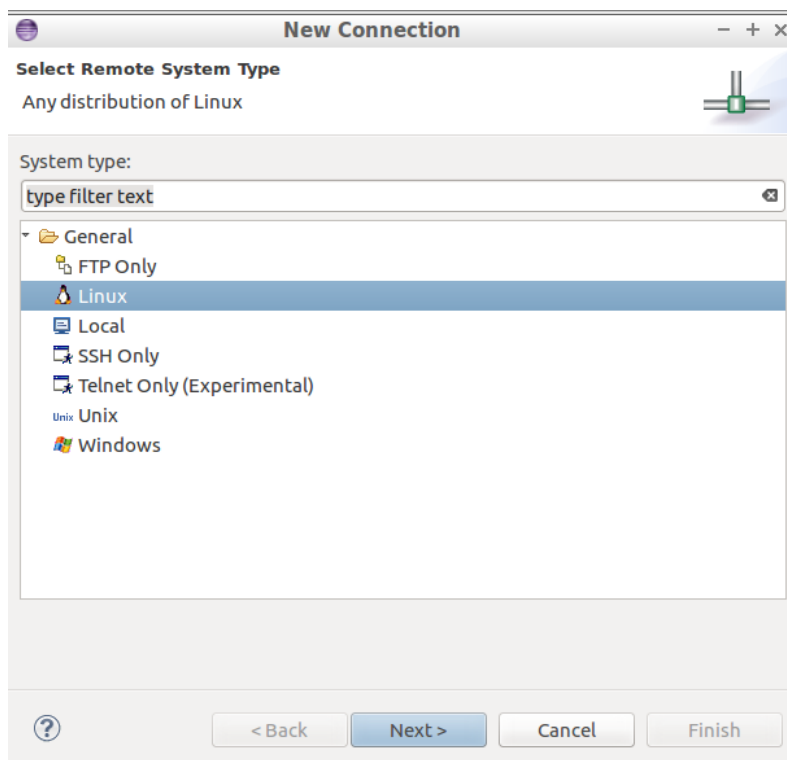 New Connection
Select Remote System Type
Any distribution of Linux
System type:
type filter text
General
FTP Only
Linux
Local
SSH Only
Telnet Only (Experimental)
Unix Unix
Windows
? < Back Next > Cancel Finish